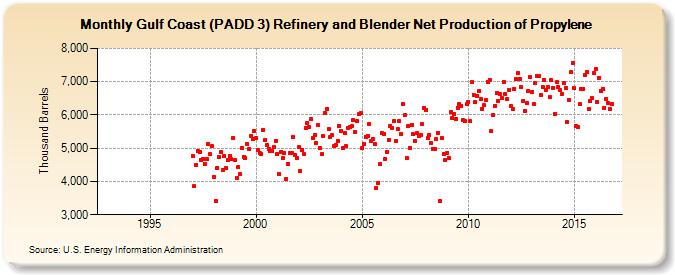 Monthly Gulf Coast (PADD 3) Refinery and Blender Net Production of Propylene
Thousand Barrels
8,000
7,000
6,000
5,000
4,000
3,000
1995 2000 2005 2010 2015
Source: U.S. Energy Information Administration